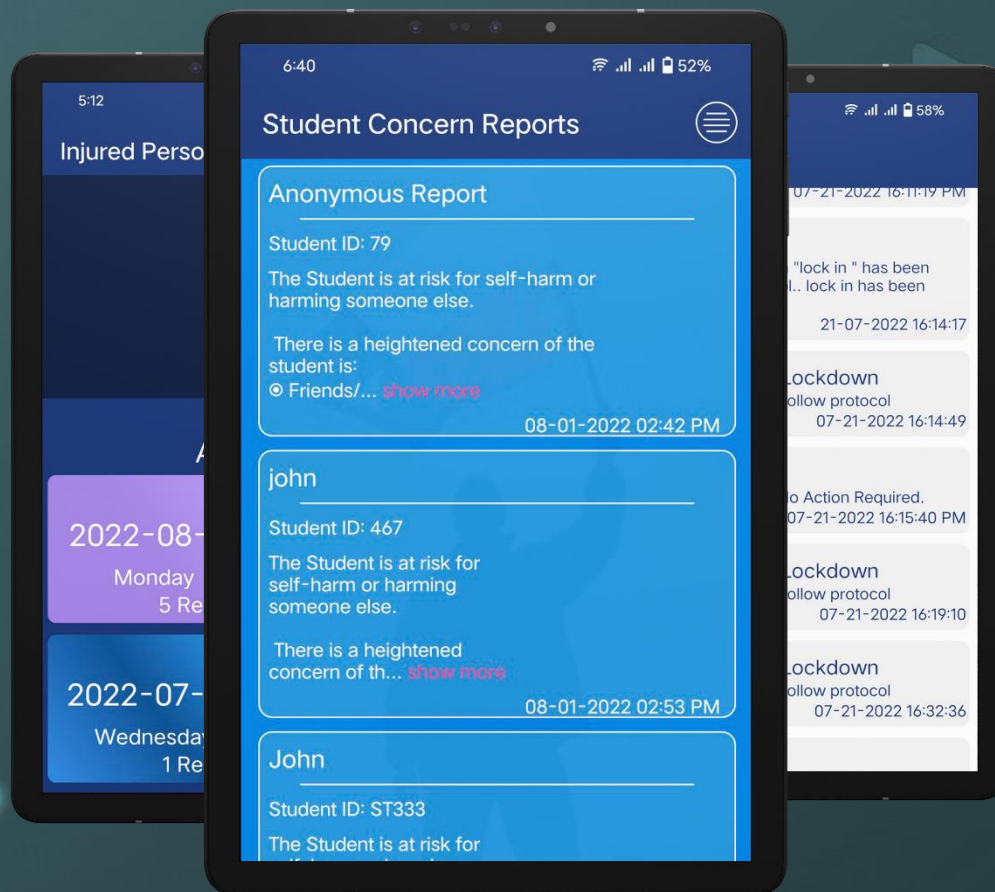 5:12
Injured Perso
A
2022-08-
Monday
5 Re
2022-07-
Wednesday
1 Re
6:40
52%
Student Concern Reports
Anonymous Report
Student ID: 79
The Student is at risk for self-harm or
harming someone else.
There is a heightened concern of the
student is:
Friends/... show more
08-01-2022 02:42 PM
john
Student ID: 467
The Student is at risk for
self-harm or harming
someone else.
There is a heightened
concern of th... show more
08-01-2022 02:53 PM
John
Student ID: ST333
The Student is at risk for
58%
07-21-2022 16:11:19 PM
"lock in " has been
l.. lock in has been
21-07-2022 16:14:17
Lockdown
ollow protocol
07-21-2022 16:14:49
lo Action Required.
07-21-2022 16:15:40 PM
Lockdown
ollow protocol
07-21-2022 16:19:10
Lockdown
ollow protocol
07-21-2022 16:32:36